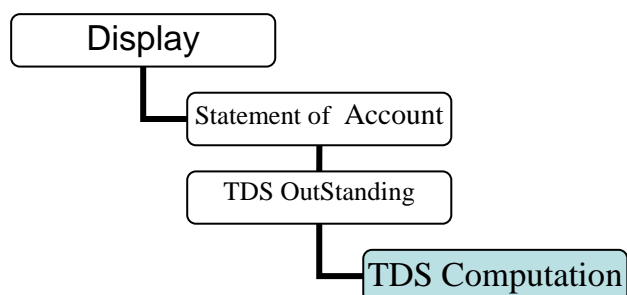 Display
Statement of Account
TDS OutStanding
TDS Computation